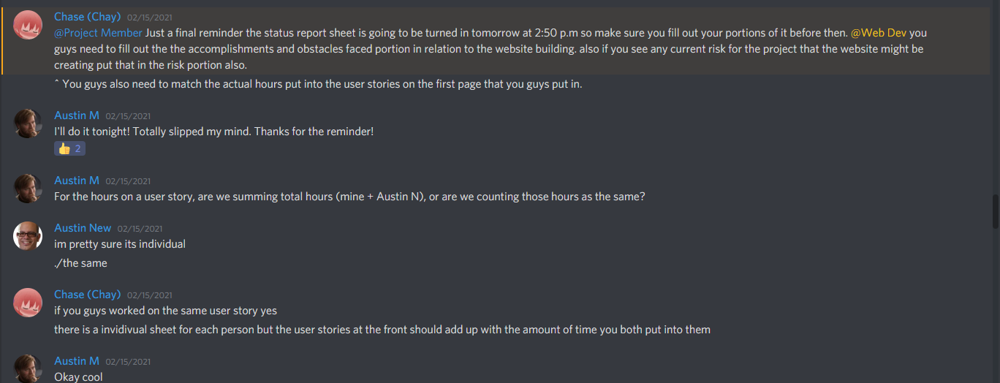 Chase (Chay) 02/15/2021
@Project Member Just a final reminder the status report sheet is going to be turned in tomorrow at 2:50 p.m so make sure you fill out your portions of it before then. @Web Dev you
guys need to fill out the the accomplishments and obstacles faced portion in relation to the website building. also if you see any current risk for the project that the website might be
creating put that in the risk portion also.
^ You guys also need to match the actual hours put into the user stories on the first page that you guys put in.
Austin M 02/15/2021
I'll do it tonight! Totally slipped my mind. Thanks for the reminder!
👍 2
Austin M 02/15/2021
For the hours on a user story, are we summing total hours (mine + Austin N), or are we counting those hours as the same?
Austin New 02/15/2021
im pretty sure its individual
./the same
Chase (Chay) 02/15/2021
if you guys worked on the same user story yes
there is a invidivual sheet for each person but the user stories at the front should add up with the amount of time you both put into them
Austin M 02/15/2021
Okay cool